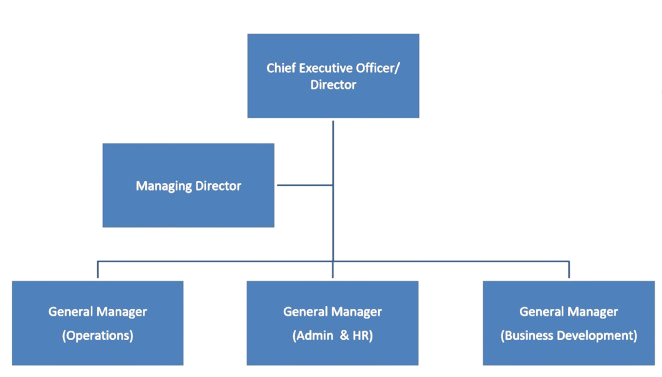 Chief Executive Officer/
Director
Managing Director
General Manager
(Operations)
General Manager
(Admin & HR)
General Manager
(Business Development)